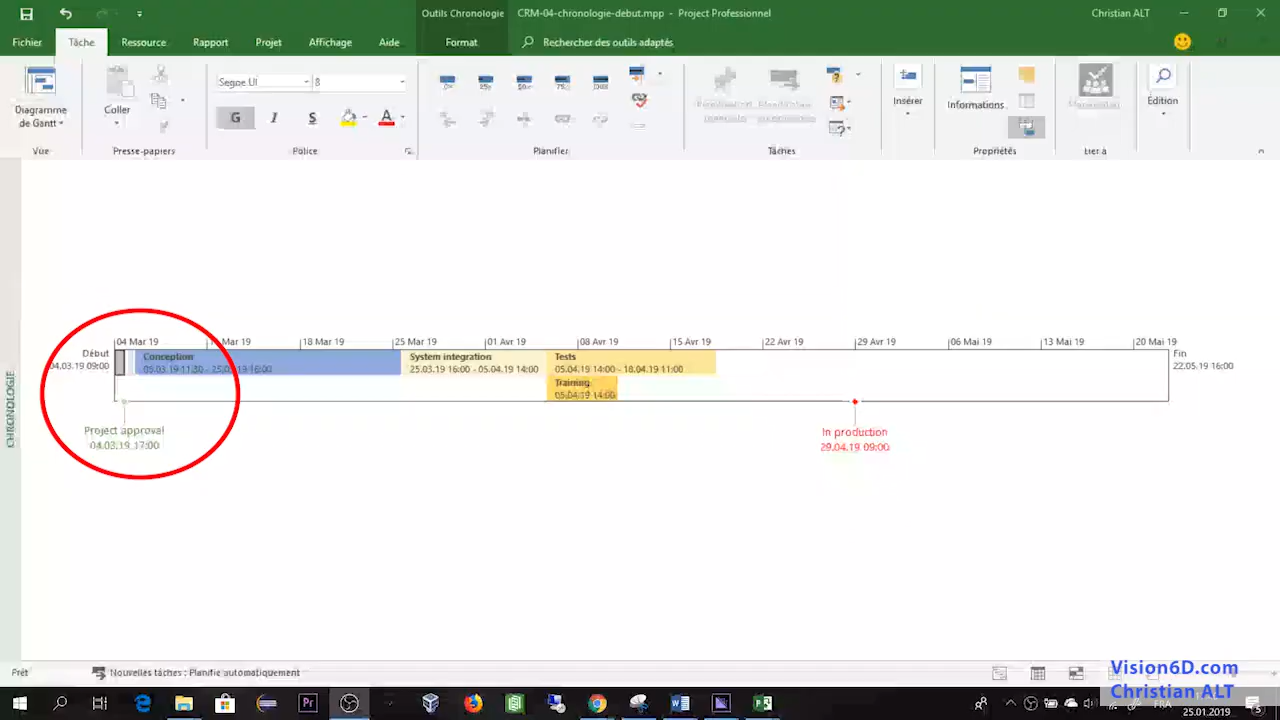 Outils Chronologie
CRM-04-chronologie-debut.mpp - Project Professionnel
Christian ALT
Fichier
Tâche
Ressource
Rapport
Projet
Affichage
Aide
Format
Rechercher des outils adaptés
Diagramme
de Gantt
Vue
Coller
Presse-papiers
Segoe UI
8
G
I
S
A
Police
Planifier
Tâches
Insérer
Informations
Propriétés
Edition
CHRONOLOGIE
04 Mar 19
18 Mar 19
25 Mar 19
01 Avr 19
08 Avr 19
15 Avr 19
22 Avr 19
29 Avr 19
06 Mai 19
13 Mai 19
20 Mai 19
Début
04.03.19 09:00
Conception
05.03.19 11:30 - 25.03.19 16:00
System integration
25.03.19 16:00 - 05.04.19 14:00
Tests
05.04.19 14:00 - 18.04.19 11:00
Training
05.04.19 14:00
Fin
22.05.19 16:00
Project approval
04.03.19 17:00
In production
29.04.19 09:00
Prêt
Nouvelles tâches : Planifié automatiquement
Vision6D.com
Christian ALT
Pr
FRA
25.01.2019